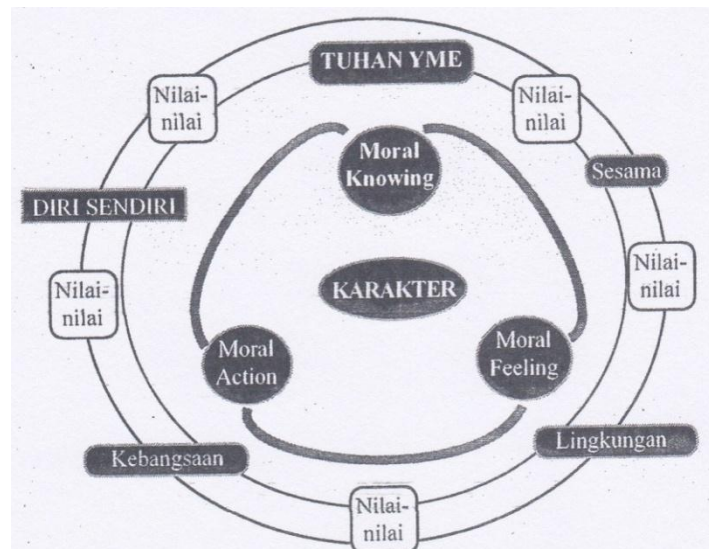 TUHAN YME
Nilai-
nilai
Nilai-
nilai
Moral
Knowing
Sesama
DIRI SENDIRI
Nilai-
nilai
Nilai-
nilai
KARAKTER
Moral
Action
Moral
Feeling
Kebangsaan
Lingkungan
Nilai-
nilai